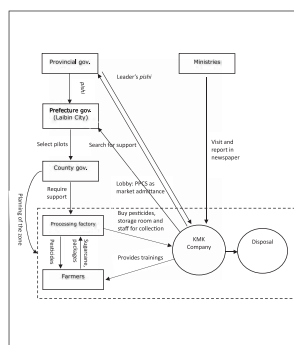 Provincial gov.
Ministries
Leader's pishi
pishi
Prefecture gov.
(Laibin City)
Search for support
Select pilots
Visit and
report in
newspaper
County gov.
Lobby: PPCS as
market admittance
Require
support
Planning of the zone
Buy pesticides,
storage room and
staff for collection
Processing factory
KMK
Company
Disposal
Pesticides
Sugarcane,
packages
Provides trainings
Farmers